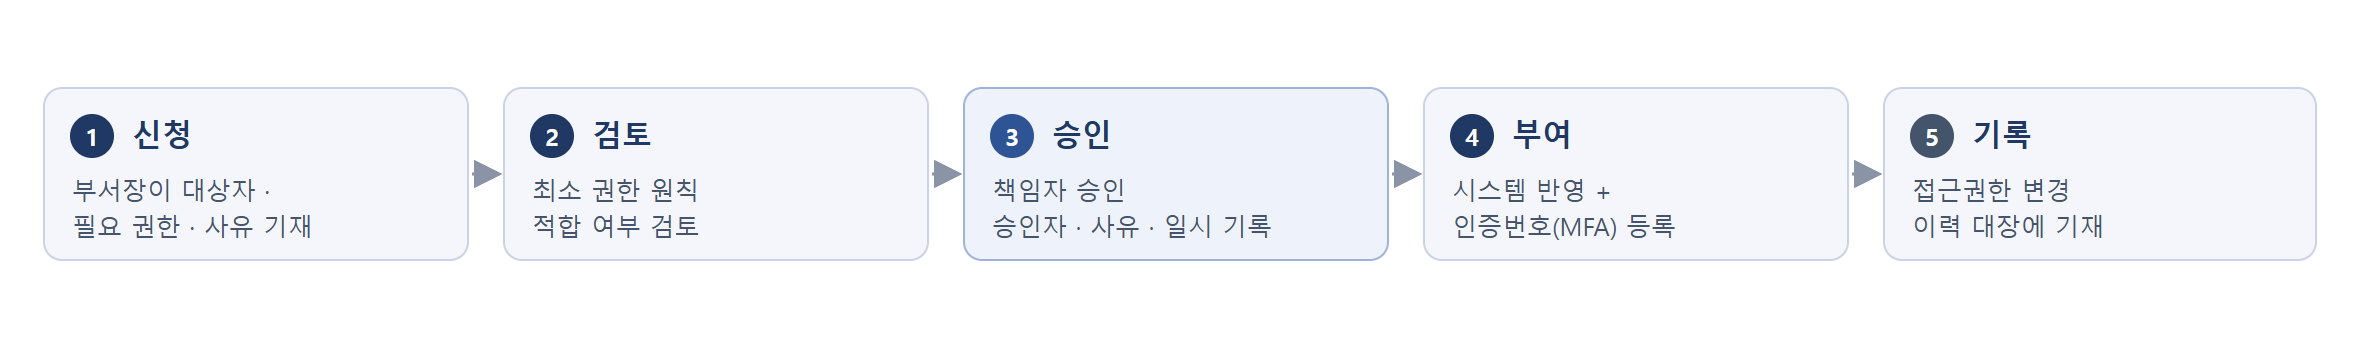 1 신청
부서장이 대상자 ·
필요 권한 · 사유 기재
2 검토
최소 권한 원칙
적합 여부 검토
3 승인
책임자 승인
승인자 · 사유 · 일시 기록
4 부여
시스템 반영 +
인증번호(MFA) 등록
5 기록
접근권한 변경
이력 대장에 기재